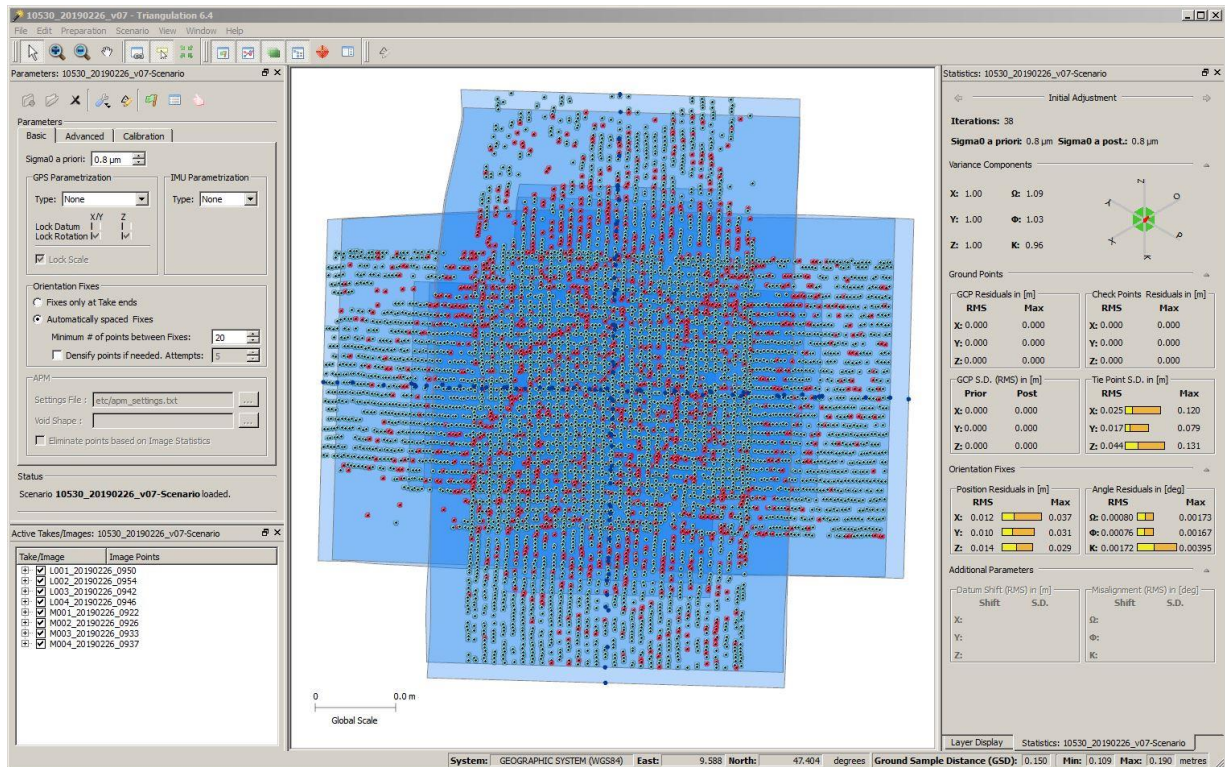 10530_20190226_v07 - Triangulation 6.4
File Edit Preparation Scenario View Window Help
Parameters: 10530_20190226_v07-Scenario
Parameters
Basic Advanced Calibration
Sigma0 a priori: 0.8 µm
GPS Parametrization
Type: None
X/Y Z
Lock Datum
Lock Rotation
Lock Scale
IMU Parametrization
Type: None
Orientation Fixes
Fixes only at Take ends
Automatically spaced Fixes
Minimum # of points between Fixes: 20
Densify points if needed. Attempts: 5
APM
Settings File : etc/apm_settings.txt ...
Void Shape : ...
Eliminate points based on Image Statistics
Status
Scenario 10530_20190226_v07-Scenario loaded.
Active Takes/Images: 10530_20190226_v07-Scenario
Take/Image Image Points
L001_20190226_0950
L002_20190226_0954
L003_20190226_0942
L004_20190226_0946
M001_20190226_0922
M002_20190226_0926
M003_20190226_0933
M004_20190226_0937
0 0.0 m
Global Scale
Statistics: 10530_20190226_v07-Scenario
Initial Adjustment
Iterations: 38
Sigma0 a priori: 0.8 µm Sigma0 a post.: 0.8 µm
Variance Components
X: 1.00 Ω: 1.09
Y: 1.00 Φ: 1.03
Z: 1.00 K: 0.96
Z
Y
O
X
P
K
Ground Points
GCP Residuals in [m]
RMS Max
X: 0.000 0.000
Y: 0.000 0.000
Z: 0.000 0.000
Check Points Residuals in [m]
RMS Max
X: 0.000 0.000
Y: 0.000 0.000
Z: 0.000 0.000
GCP S.D. (RMS) in [m]
Prior Post
X: 0.000 0.000
Y: 0.000 0.000
Z: 0.000 0.000
Tie Point S.D. in [m]
RMS Max
X: 0.025 0.120
Y: 0.017 0.079
Z: 0.044 0.131
Orientation Fixes
Position Residuals in [m]
RMS Max
X: 0.012 0.037
Y: 0.010 0.031
Z: 0.014 0.029
Angle Residuals in [deg]
RMS Max
Ω: 0.00080 0.00173
Φ: 0.00076 0.00167
K: 0.00172 0.00395
Additional Parameters
Datum Shift (RMS) in [m]
Shift S.D.
X:
Y:
Z:
Misalignment (RMS) in [deg]
Shift S.D.
Ω:
Φ:
K:
Layer Display Statistics: 10530_20190226_v07-Scenario
System: GEOGRAPHIC SYSTEM (WGS84) East: 9.588 North: 47.404 degrees Ground Sample Distance (GSD): 0.150 Min: 0.109 Max: 0.190 metres